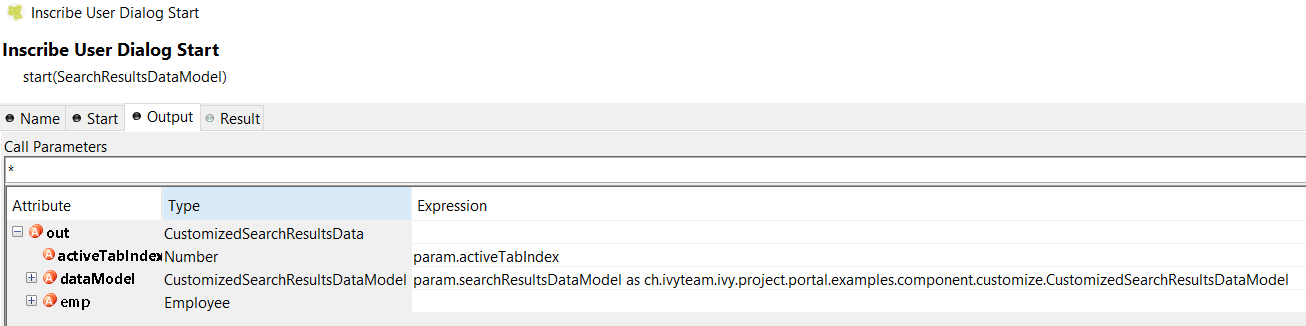 Inscribe User Dialog Start
Inscribe User Dialog Start
start(SearchResultsDataModel)
Name Start Output Result
Call Parameters
*
Attribute Type Expression
out CustomizedSearchResultsData
activeTabIndex Number param.activeTabIndex
dataModel CustomizedSearchResultsDataModel param.searchResultsDataModel as ch.ivyteam.ivy.project.portal.examples.component.customize.CustomizedSearchResultsDataModel
emp Employee